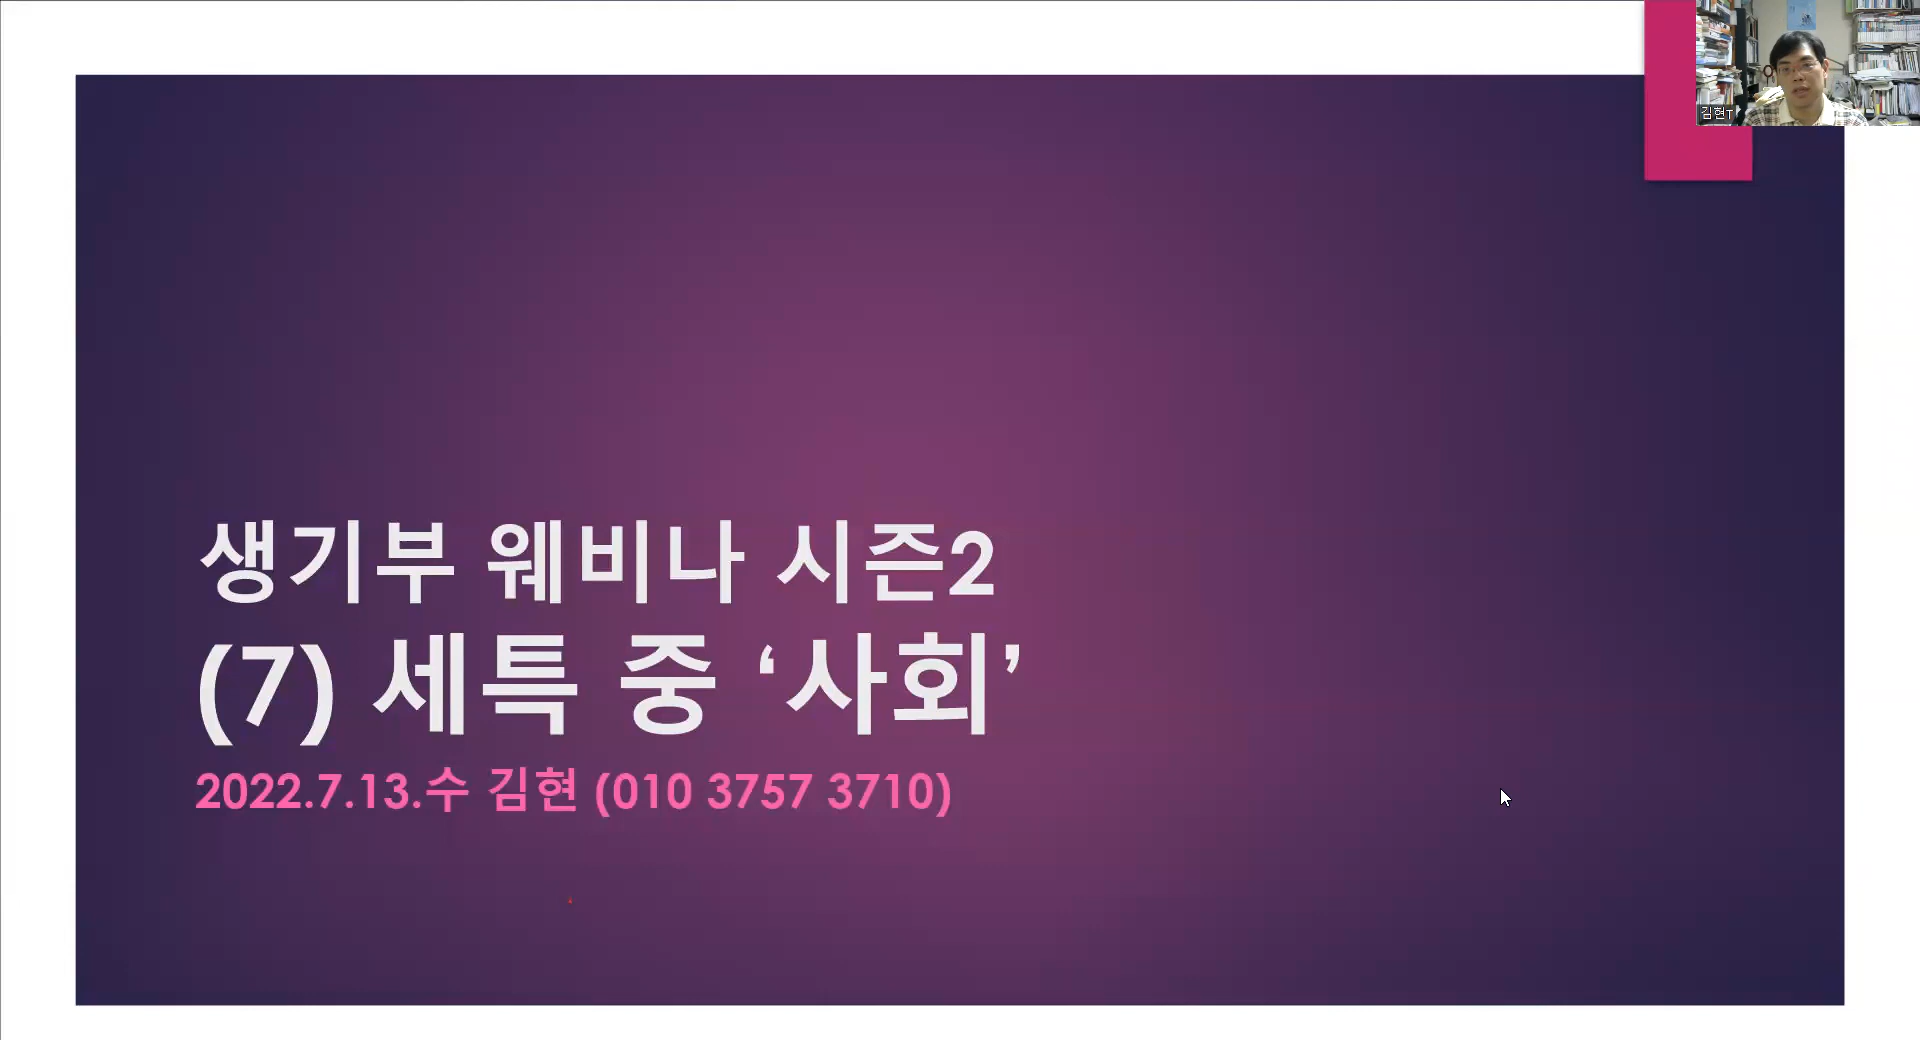 김현T
생기부 웨비나 시즌2
(7) 세특 중 ‘사회’
2022.7.13.수 김현 (010 3757 3710)